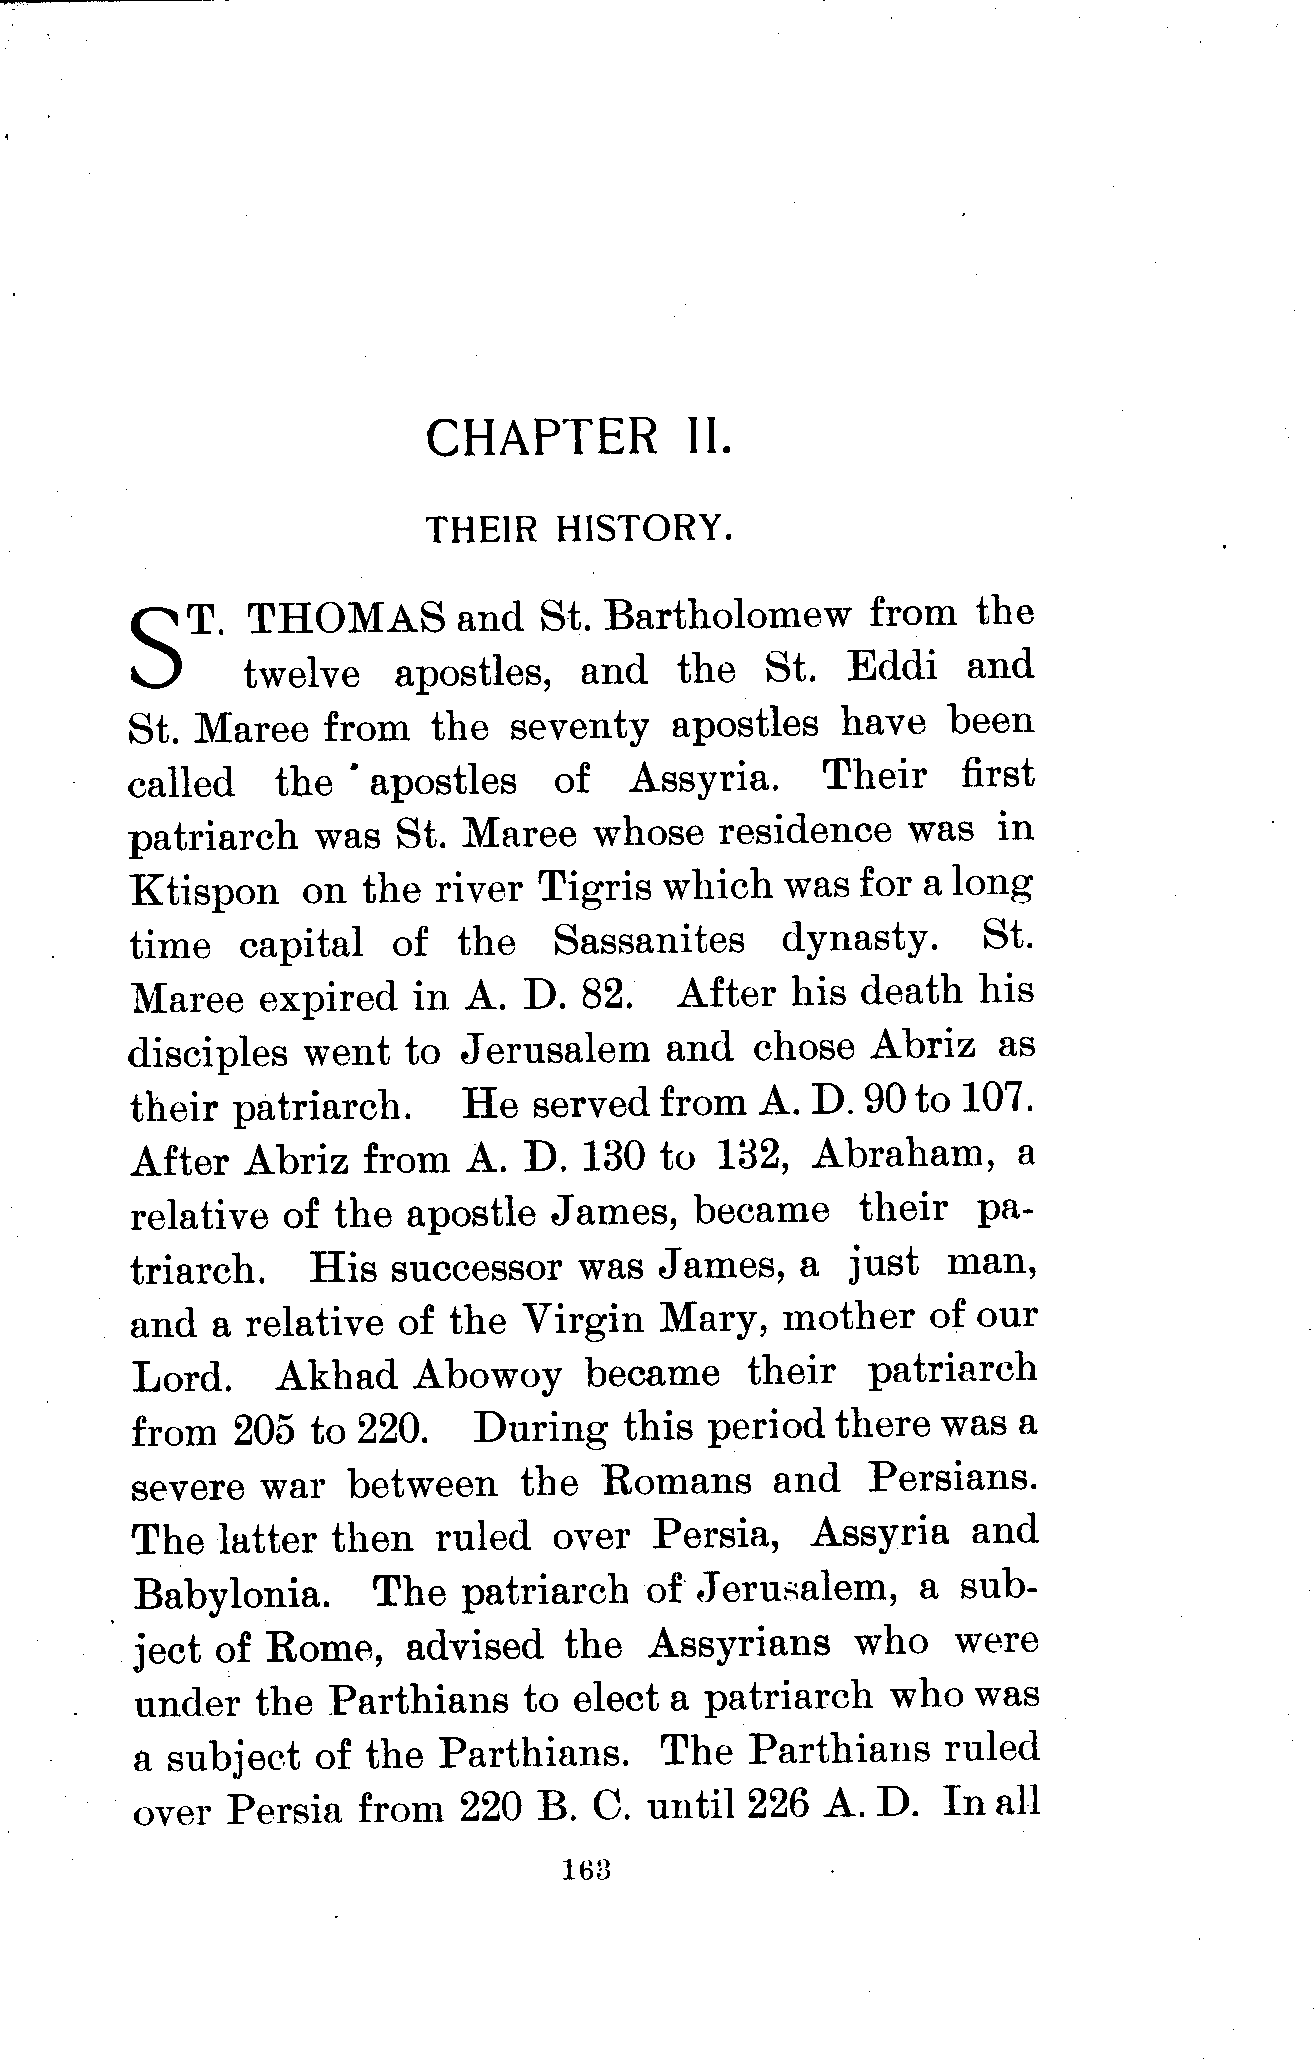 CHAPTER II.
THEIR HISTORY.
ST. THOMAS and St. Bartholomew from the
twelve apostles, and the St. Eddi and
St. Maree from the seventy apostles have been
called the apostles of Assyria. Their first
patriarch was St. Maree whose residence was in
Ktispon on the river Tigris which was for a long
time capital of the Sassanites dynasty. St.
Maree expired in A. D. 82. After his death his
disciples went to Jerusalem and chose Abriz as
their patriarch. He served from A. D. 90 to 107.
After Abriz from A. D. 130 to 132, Abraham, a
relative of the apostle James, became their pa-
triarch. His successor was James, a just man,
and a relative of the Virgin Mary, mother of our
Lord. Akhad Abowoy became their patriarch
from 205 to 220. During this period there was a
severe war between the Romans and Persians.
The latter then ruled over Persia, Assyria and
Babylonia. The patriarch of Jerusalem, a sub-
ject of Rome, advised the Assyrians who were
under the Parthians to elect a patriarch who was
a subject of the Parthians. The Parthians ruled
over Persia from 220 B. C. until 226 A. D. In all
163